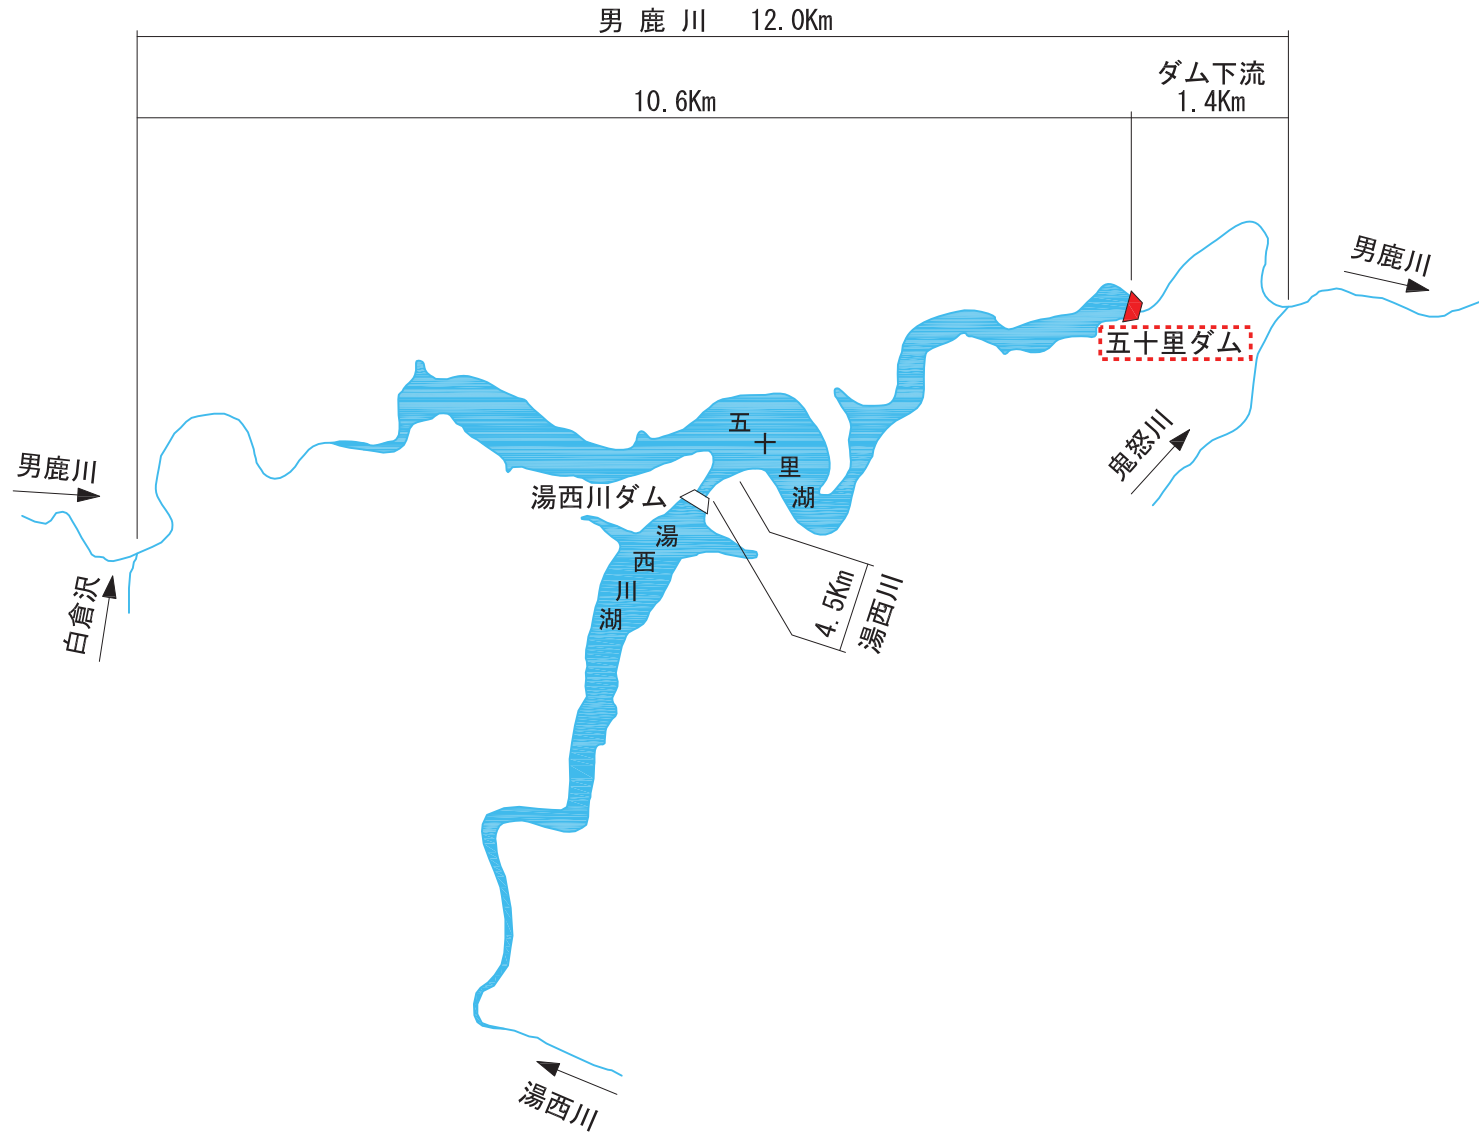 男鹿川 12.0Km
ダム下流
10.6Km
1.4Km
男鹿川
五十里ダム
五十里湖
鬼怒川
男鹿川
湯西川ダム
湯西川湖
4.5Km
湯西川
白倉沢
湯西川